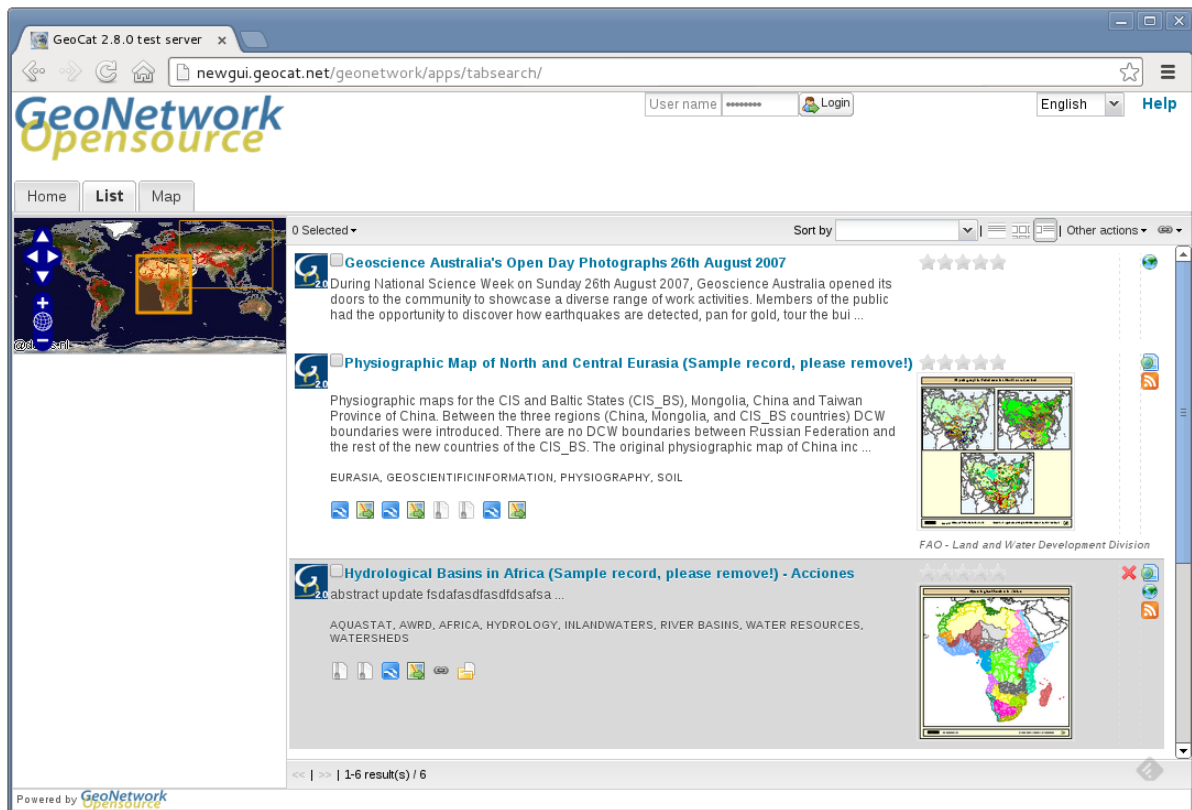 GeoCat 2.8.0 test server
newgui.geocat.net/geonetwork/apps/tabsearch/
GeoNetwork
Opensource
User name
Login
English
Help
Home
List
Map
0 Selected
Sort by
Other actions
Geoscience Australia's Open Day Photographs 26th August 2007
During National Science Week on Sunday 26th August 2007, Geoscience Australia opened its
doors to the community to showcase a diverse range of work activities. Members of the public
had the opportunity to discover how earthquakes are detected, pan for gold, tour the bui ...
Physiographic Map of North and Central Eurasia (Sample record, please remove!)
Physiographic maps for the CIS and Baltic States (CIS_BS), Mongolia, China and Taiwan
Province of China. Between the three regions (China, Mongolia, and CIS_BS countries) DCW
boundaries were introduced. There are no DCW boundaries between Russian Federation and
the rest of the new countries of the CIS_BS. The original physiographic map of China inc ...
EURASIA, GEOSCIENTIFICINFORMATION, PHYSIOGRAPHY, SOIL
FAO - Land and Water Development Division
Hydrological Basins in Africa (Sample record, please remove!) - Acciones
abstract update fsdafasdfasdfdsafsa ...
AQUASTAT, AWRD, AFRICA, HYDROLOGY, INLANDWATERS, RIVER BASINS, WATER RESOURCES,
WATERSHEDS
<< | >> | 1-6 result(s) / 6
Powered by GeoNetwork
Opensource